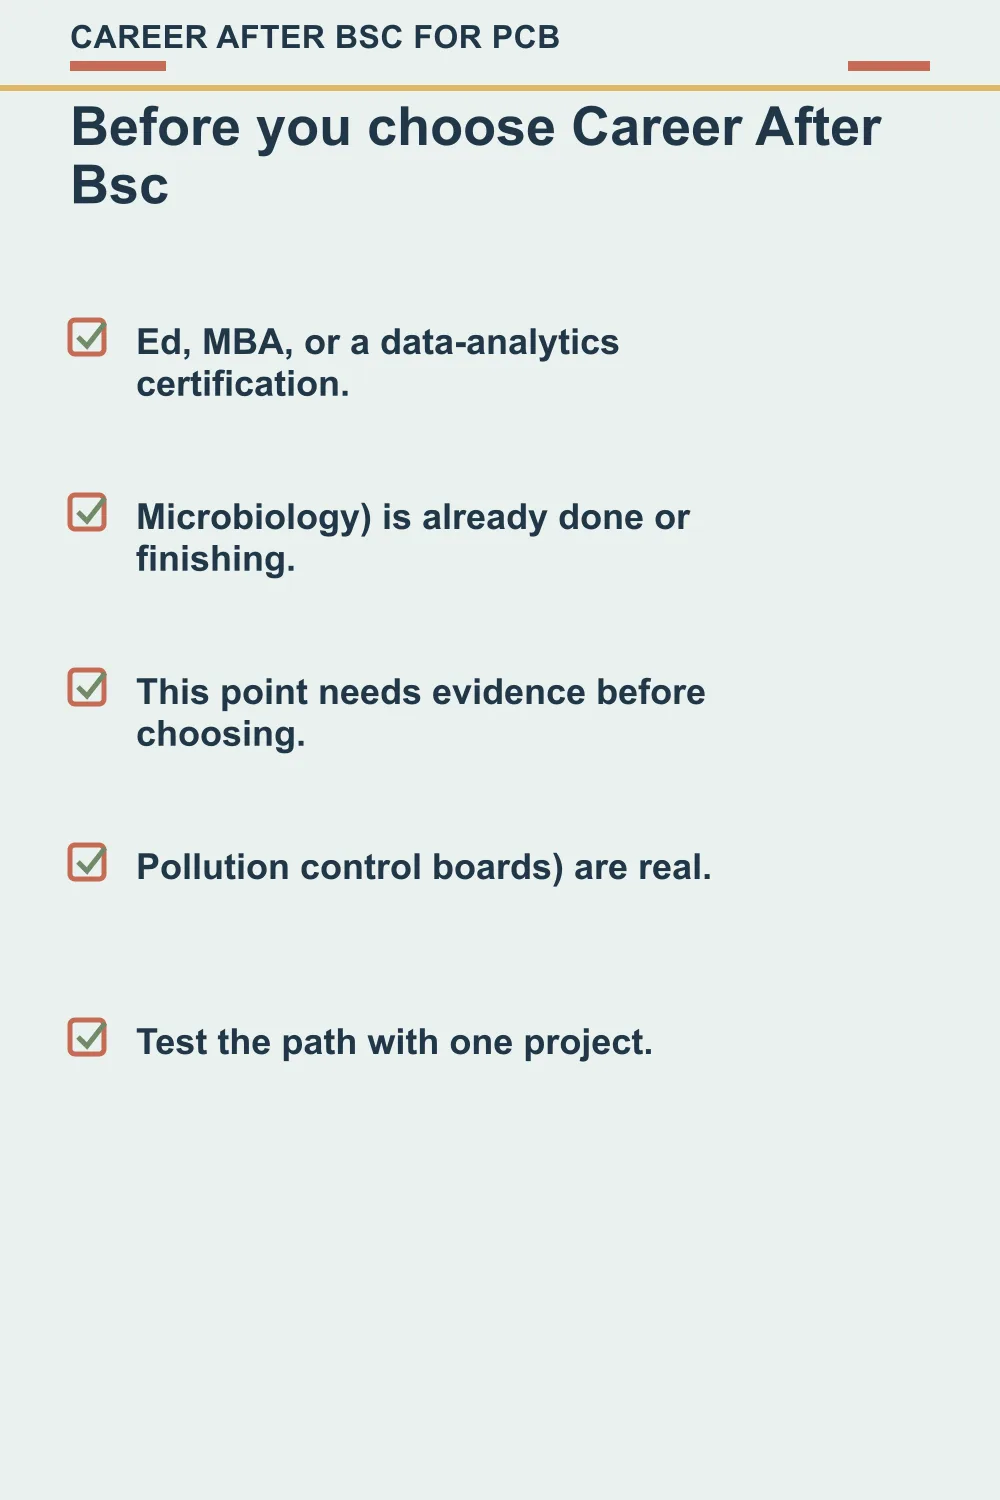 CAREER AFTER BSC FOR PCB
Before you choose Career After
Bsc
Ed, MBA, or a data-analytics
certification.
Microbiology) is already done or
finishing.
This point needs evidence before
choosing.
Pollution control boards) are real.
Test the path with one project.